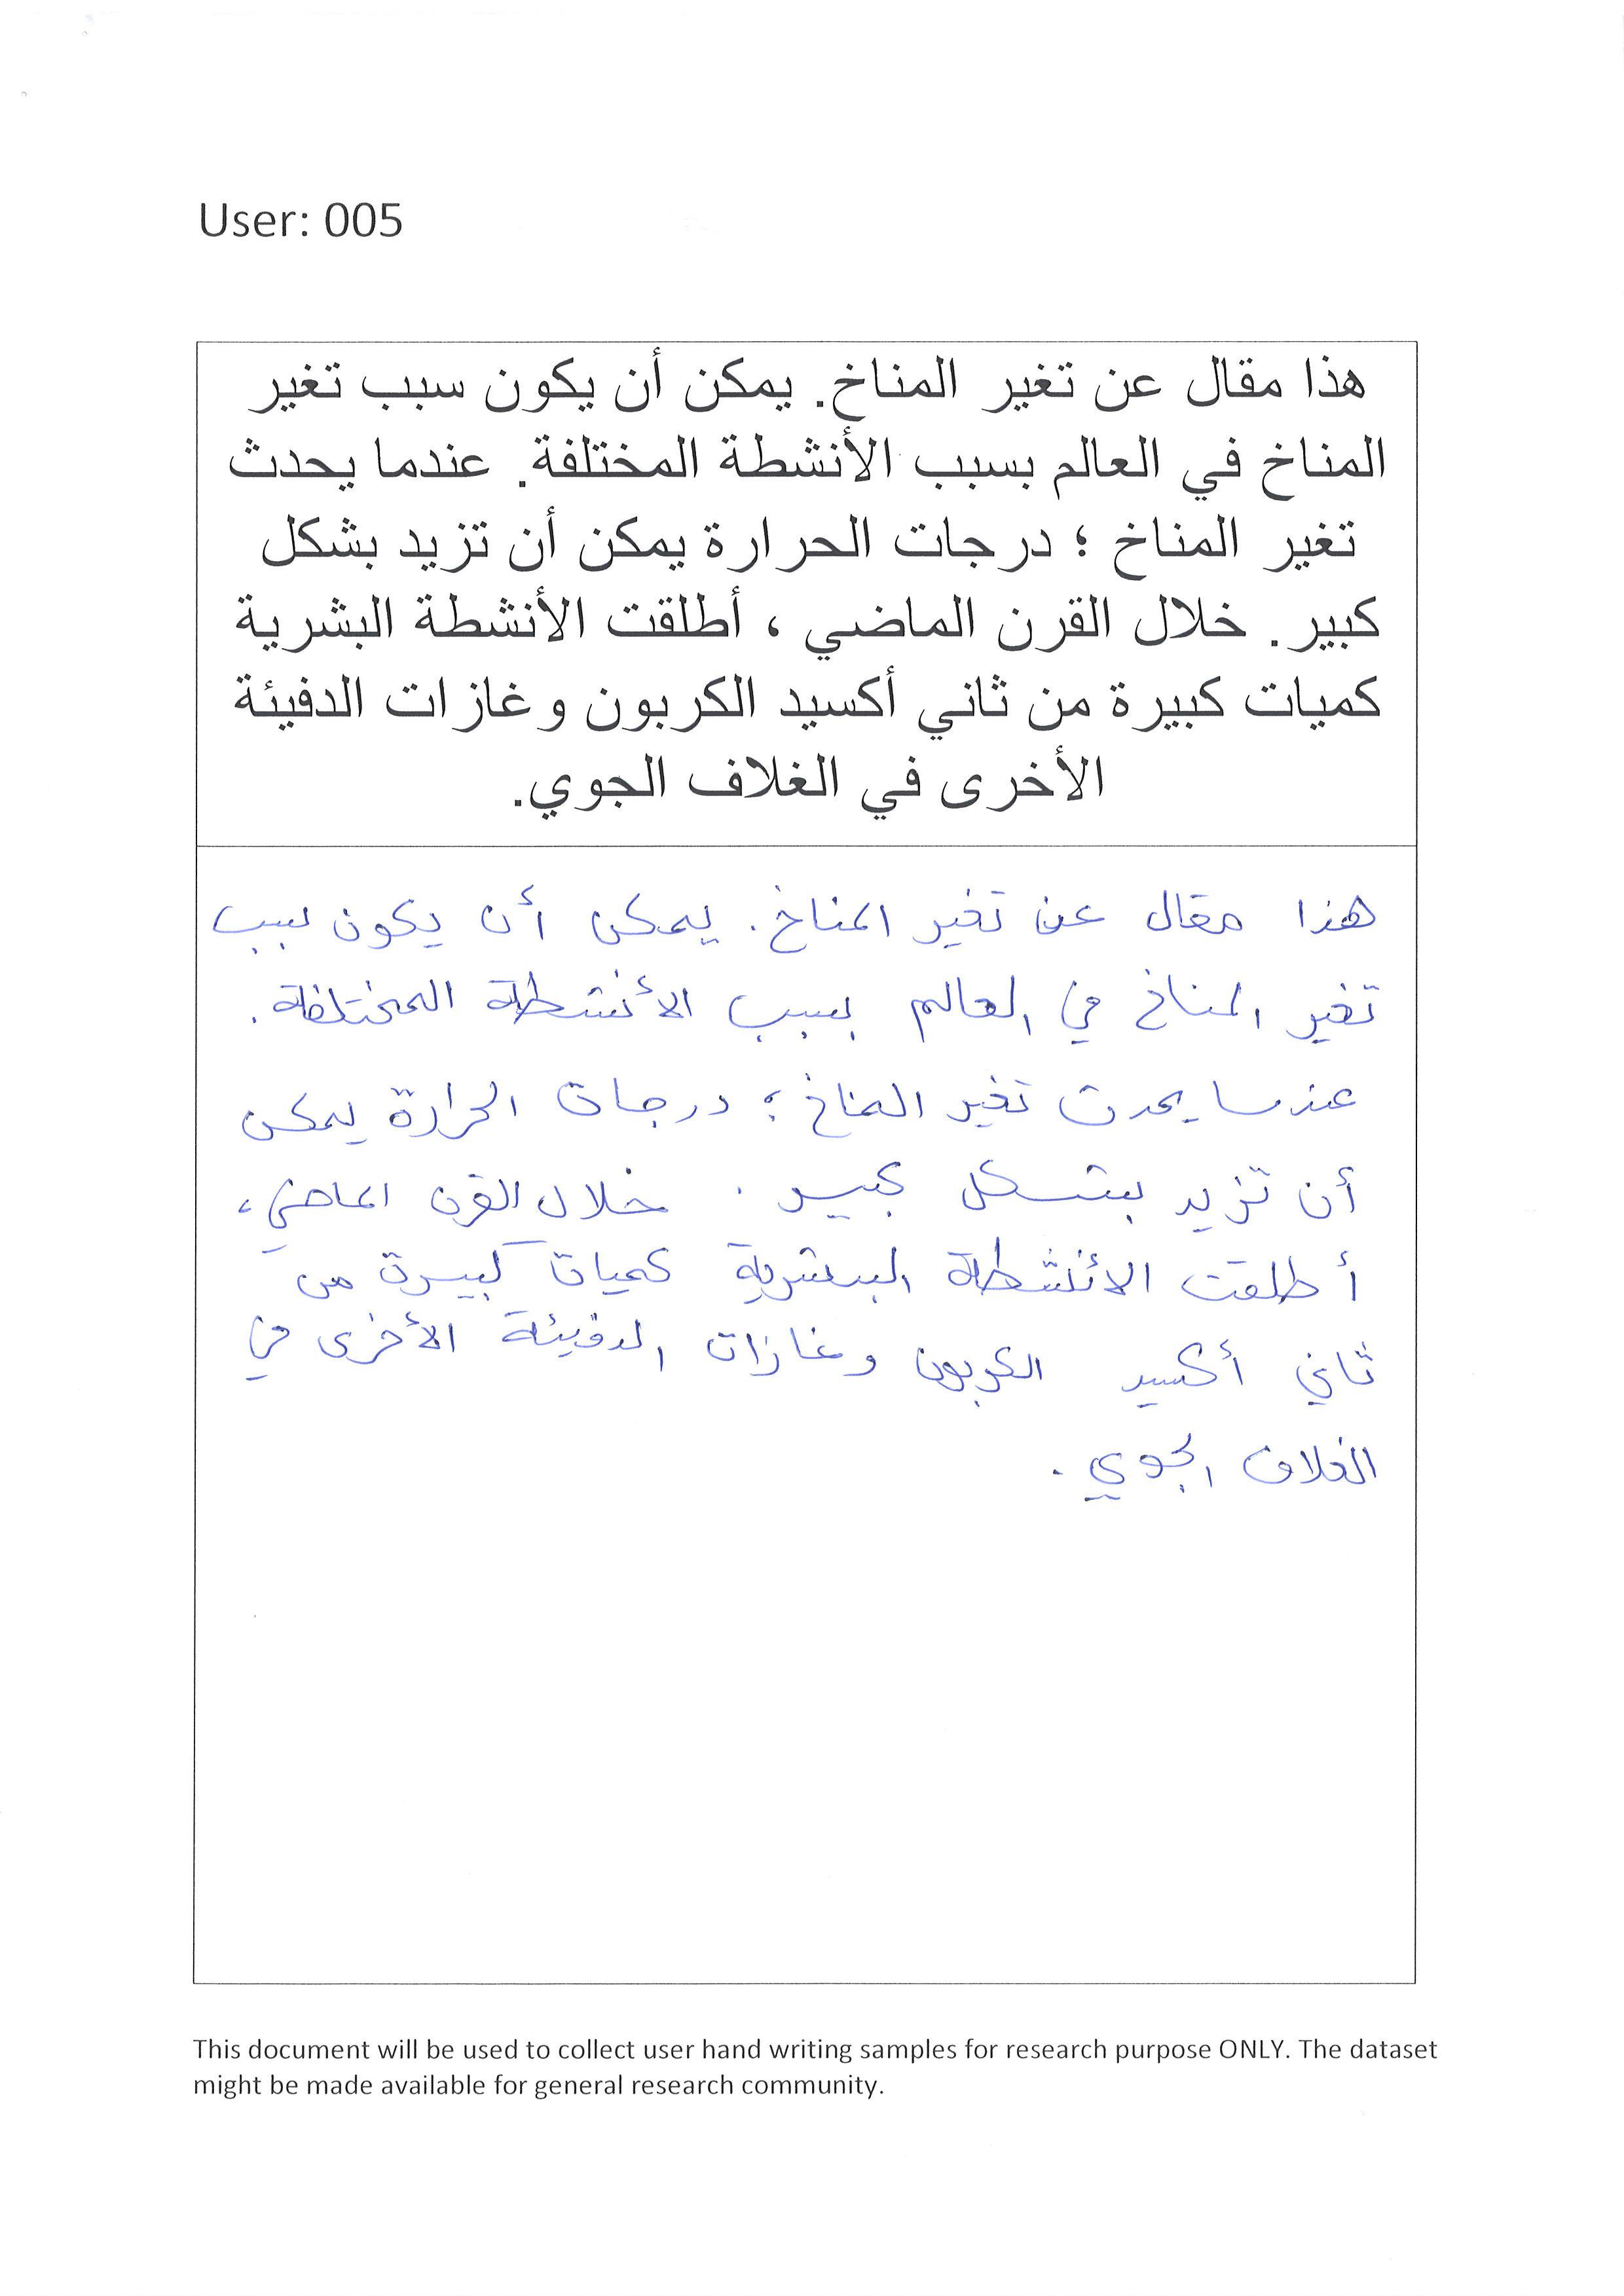 User: 005
هذا مقال عن تغير المناخ. يمكن أن يكون سبب تغير
المناخ في العالم بسبب الأنشطة المختلفة. عندما يحدث
تغير المناخ ؛ درجات الحرارة يمكن أن تزيد بشكل
كبير. خلال القرن الماضي ، أطلقت الأنشطة البشرية
كميات كبيرة من ثاني أكسيد الكربون وغازات الدفيئة
الأخرى في الغلاف الجوي.
هذا مقال عن تغير المناخ. يمكن أن يكون سبب
تغير المناخ في العالم بسبب الأنشطة المختلفة.
عندما يحدث تغير المناخ ؛ درجات الحرارة يمكن
أن تزيد بشكل كبير . خلال القرن الماضي ،
أطلقت الأنشطة البشرية كميات كبيرة من
ثاني أكسيد الكربون وغازات الدفيئة الأخرى في
الغلاف الجوي .
This document will be used to collect user hand writing samples for research purpose ONLY. The dataset
might be made available for general research community.